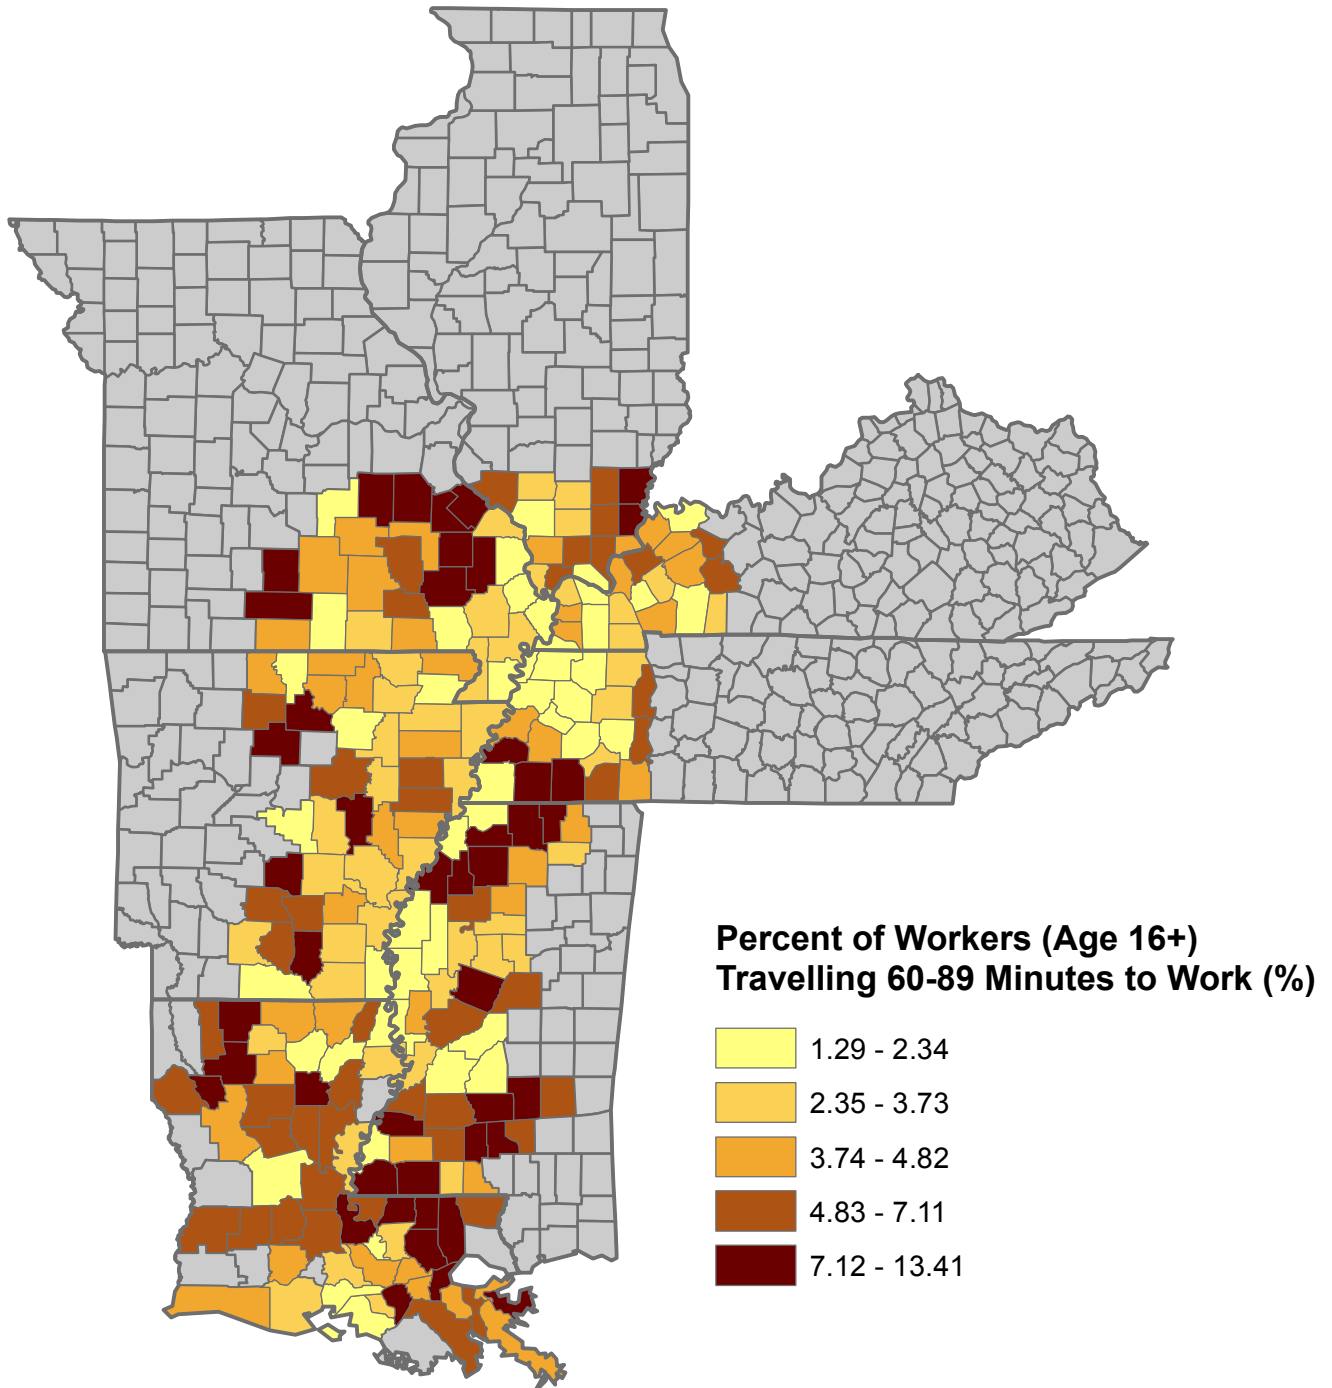 Percent of Workers (Age 16+)
Travelling 60-89 Minutes to Work (%)
1.29 - 2.34
2.35 - 3.73
3.74 - 4.82
4.83 - 7.11
7.12 - 13.41